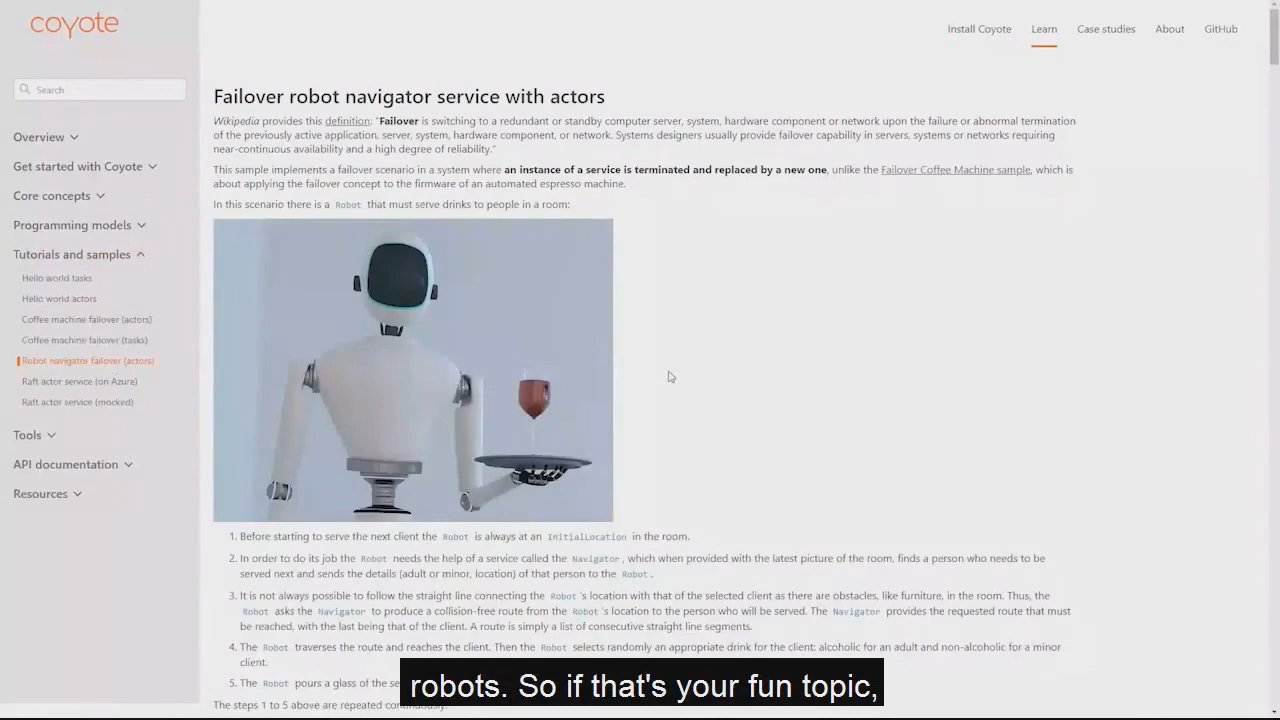 coyote
Install Coyote
Learn
Case studies
About
GitHub
Search
Overview
Get started with Coyote
Core concepts
Programming models
Tutorials and samples
Hello world tasks
Hello world actors
Coffee machine failover (actors)
Coffee machine failover (tasks)
Robot navigator failover (actors)
Raft actor service (on Azure)
Raft actor service (mocked)
Tools
API documentation
Resources
Failover robot navigator service with actors
Wikipedia provides this definition: "Failover is switching to a redundant or standby computer server, system, hardware component or network upon the failure or abnormal termination
of the previously active application, server, system, hardware component, or network. Systems designers usually provide failover capability in servers, systems or networks requiring
near-continuous availability and a high degree of reliability."
This sample implements a failover scenario in a system where an instance of a service is terminated and replaced by a new one, unlike the Failover Coffee Machine sample, which is
about applying the failover concept to the firmware of an automated espresso machine.
In this scenario there is a Robot that must serve drinks to people in a room:
1. Before starting to serve the next client the Robot is always at an InitialLocation in the room.
2. In order to do its job the Robot needs the help of a service called the Navigator, which when provided with the latest picture of the room, finds a person who needs to be
served next and sends the details (adult or minor, location) of that person to the Robot.
3. It is not always possible to follow the straight line connecting the Robot's location with that of the selected client as there are obstacles, like furniture, in the room. Thus, the
Robot asks the Navigator to produce a collision-free route from the Robot's location to the person who will be served. The Navigator provides the requested route that must
be reached, with the last being that of the client. A route is simply a list of consecutive straight line segments.
4. The Robot traverses the route and reaches the client. Then the Robot selects randomly an appropriate drink for the client: alcoholic for an adult and non-alcoholic for a minor
client.
5. The Robot pours a glass of the
The steps 1 to 5 above are repeated continuously.
robots. So if that's your fun topic,